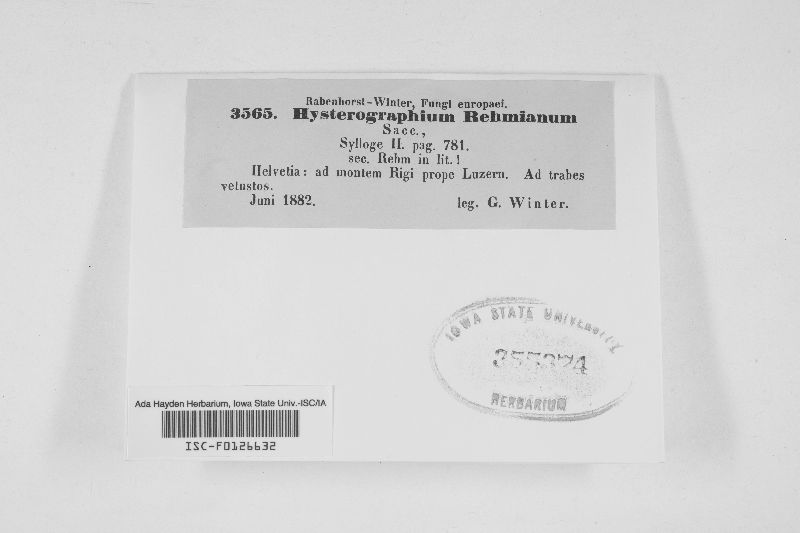 Rabenhorst-Winter, Fungi europaei.
3565. Hysterographium Rehmianum
Sacc.,
Sylloge II. pag. 781.
sec. Rehm in lit.!
Helvetia: ad montem Rigi prope Luzern. Ad trabes
vetustos.
Juni 1882. leg. G. Winter.
IOWA STATE UNIVERSITY
355374
HERBARIUM
Ada Hayden Herbarium, Iowa State Univ.-ISC/IA
ISC-F0126632